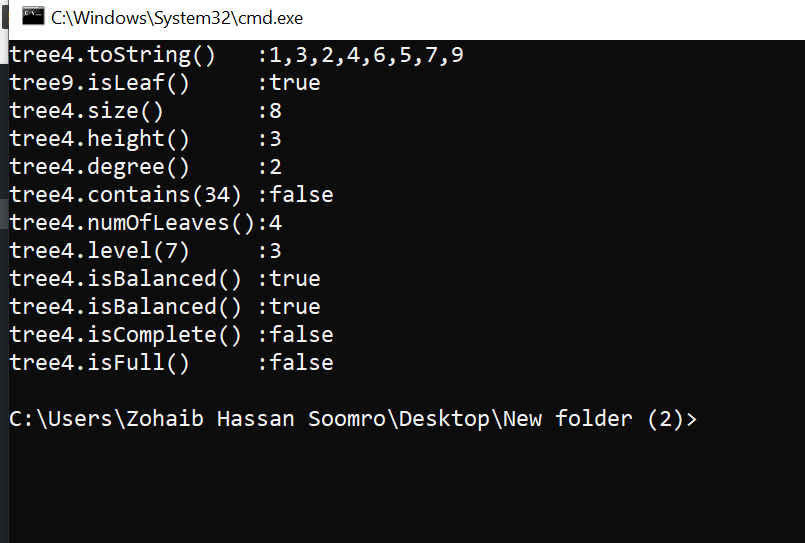 C:\Windows\System32\cmd.exe
tree4.toString()   :1,3,2,4,6,5,7,9
tree9.isLeaf()     :true
tree4.size()       :8
tree4.height()     :3
tree4.degree()     :2
tree4.contains(34) :false
tree4.numOfLeaves():4
tree4.level(7)     :3
tree4.isBalanced() :true
tree4.isBalanced() :true
tree4.isComplete() :false
tree4.isFull()     :false
C:\Users\Zohaib Hassan Soomro\Desktop\New folder (2)>